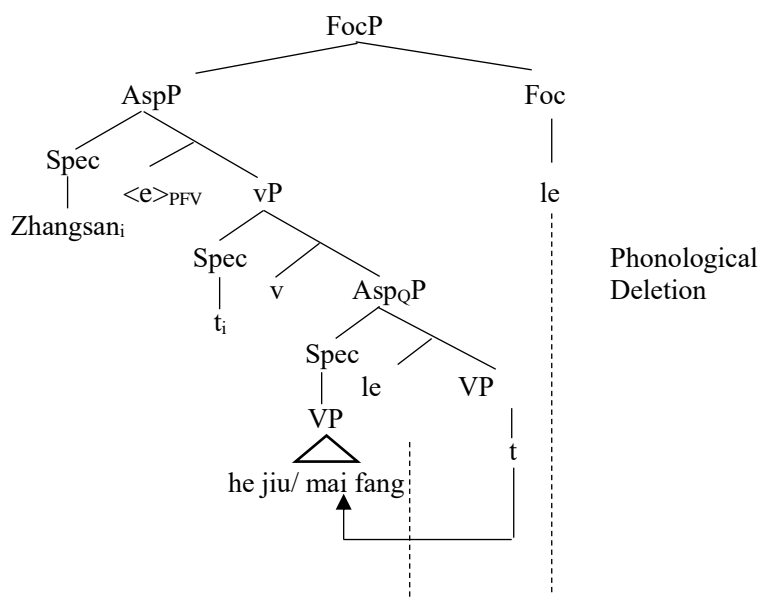 FocP
AspP Foc
Spec
<e>PFV vP le
Zhangsani
Spec v Phonological
AspQP Deletion
ti
Spec le VP
VP
t
he jiu/ mai fang